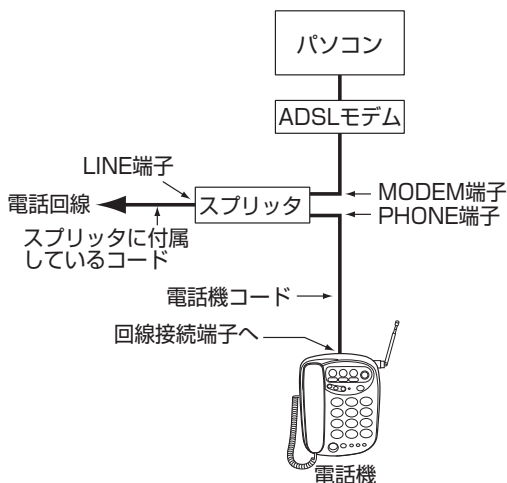 パソコン
ADSLモデム
LINE端子
電話回線
スプリッタ
MODEM端子
PHONE端子
スプリッタに付属
しているコード
電話機コード
回線接続端子へ
電話機